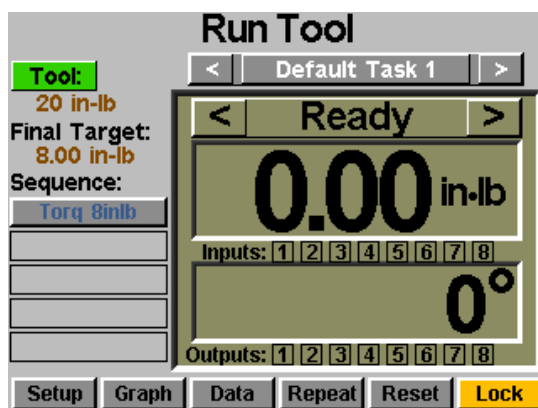 Run Tool
Tool:
< Default Task 1 >
20 in-lb
Final Target:
8.00 in-lb
Sequence:
Torq 8inlb
< Ready >
0.00 in•lb
Inputs: 1 2 3 4 5 6 7 8
0°
Outputs: 1 2 3 4 5 6 7 8
Setup Graph Data Repeat Reset Lock